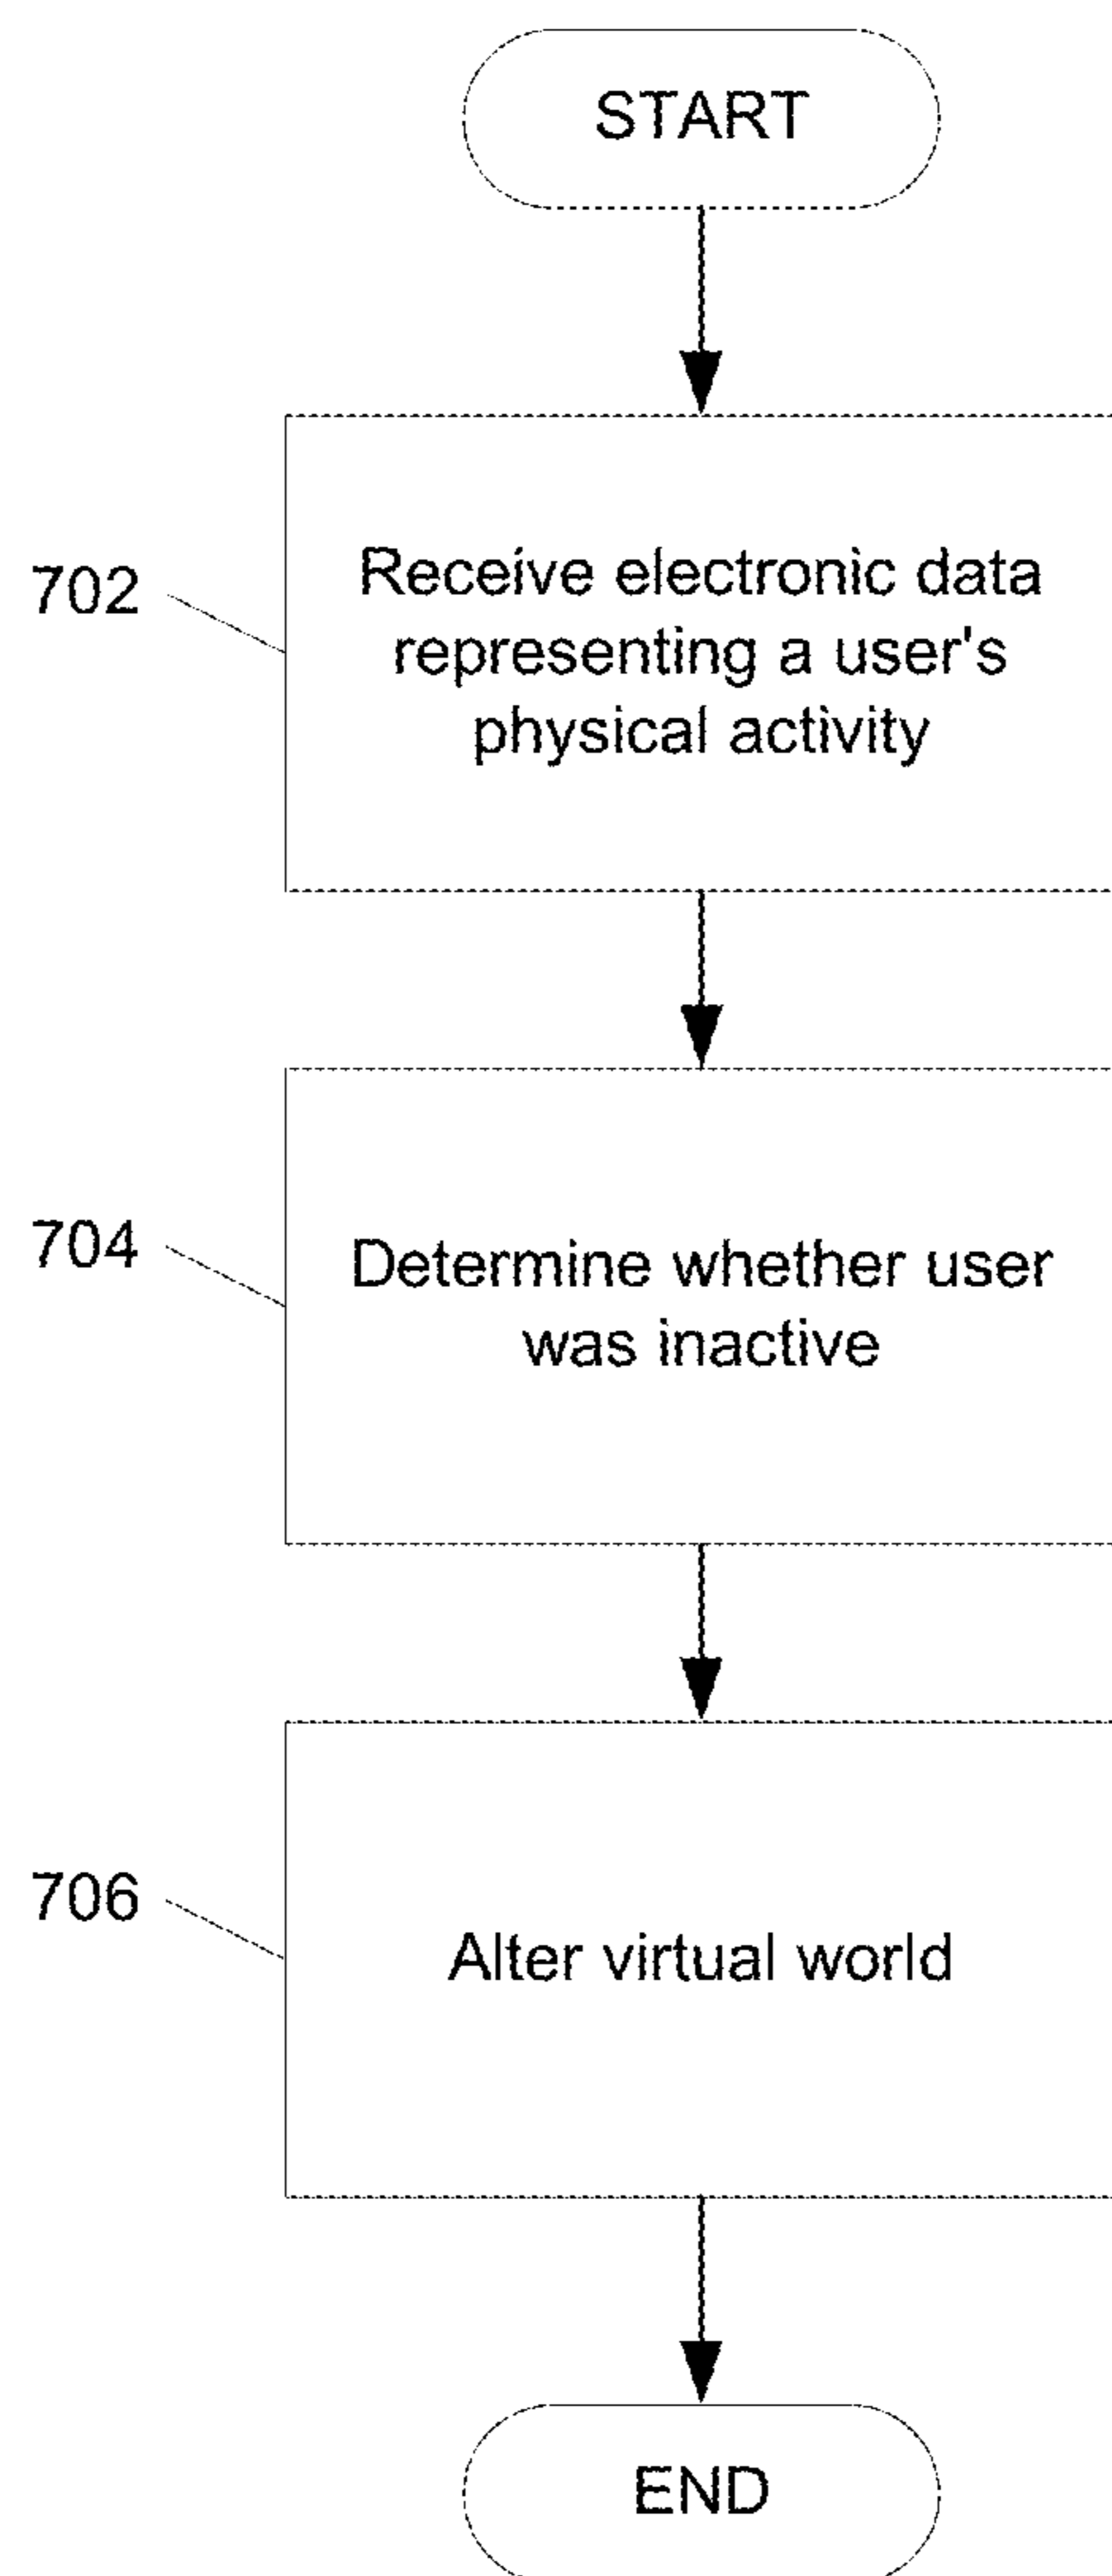 START
702
Receive electronic data
representing a user's
physical activity
704
Determine whether user
was inactive
706
Alter virtual world
END